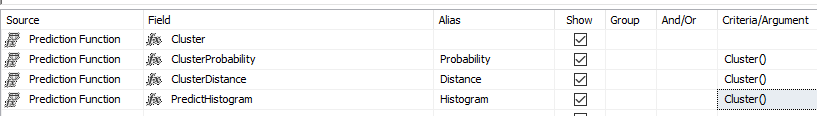 Source Field Alias Show Group And/Or Criteria/Argument
Prediction Function Cluster
Prediction Function ClusterProbability Probability Cluster()
Prediction Function ClusterDistance Distance Cluster()
Prediction Function PredictHistogram Histogram Cluster()